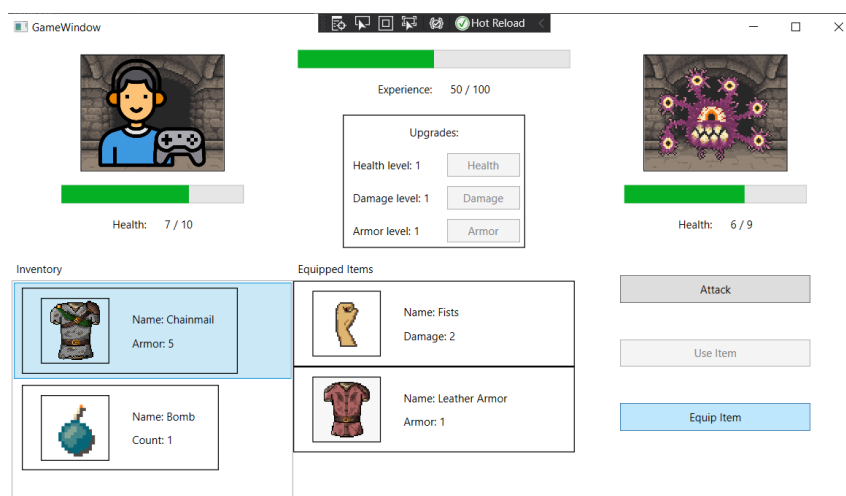 GameWindow
Hot Reload
Experience: 50 / 100
Upgrades:
Health level: 1 Health
Damage level: 1 Damage
Armor level: 1 Armor
Health: 7 / 10
Health: 6 / 9
Inventory
Name: Chainmail
Armor: 5
Name: Bomb
Count: 1
Equipped Items
Name: Fists
Damage: 2
Name: Leather Armor
Armor: 1
Attack
Use Item
Equip Item